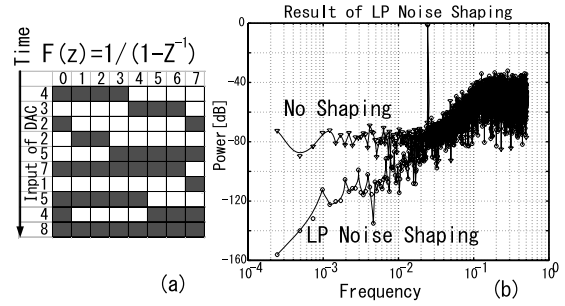 Time
F(z)=1/(1-Z⁻¹)
0 1 2 3 4 5 6 7
Input of DAC
4
3
2
2
5
7
1
5
4
8
(a)
Result of LP Noise Shaping
Power[dB]
0
-40
-80
-120
-160
No Shaping
LP Noise Shaping
10⁻⁴ 10⁻³ 10⁻² 10⁻¹ 10⁰
Frequency
(b)